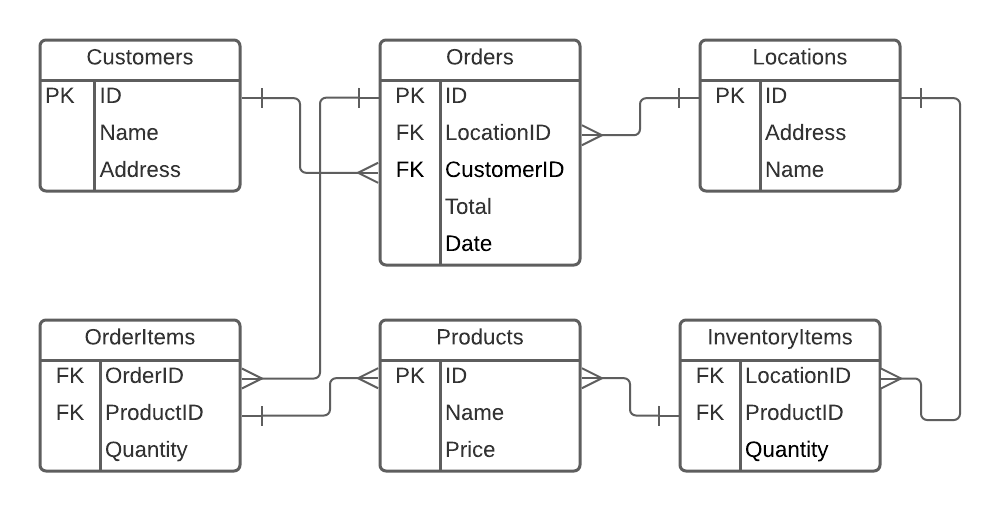 Customers
PK ID
Name
Address
Orders
PK ID
FK LocationID
FK CustomerID
Total
Date
Locations
PK ID
Address
Name
OrderItems
FK OrderID
FK ProductID
Quantity
Products
PK ID
Name
Price
InventoryItems
FK LocationID
FK ProductID
Quantity